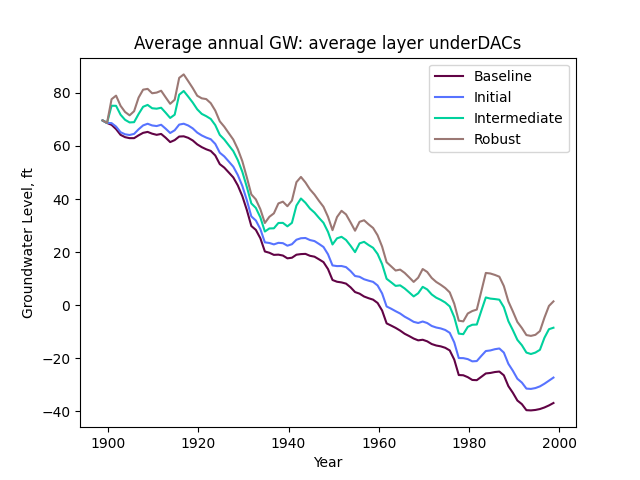 Average annual GW: average layer underDACs
Baseline
Initial
Intermediate
Robust
Groundwater Level, ft
80
60
40
20
0
−20
−40
1900 1920 1940 1960 1980 2000
Year